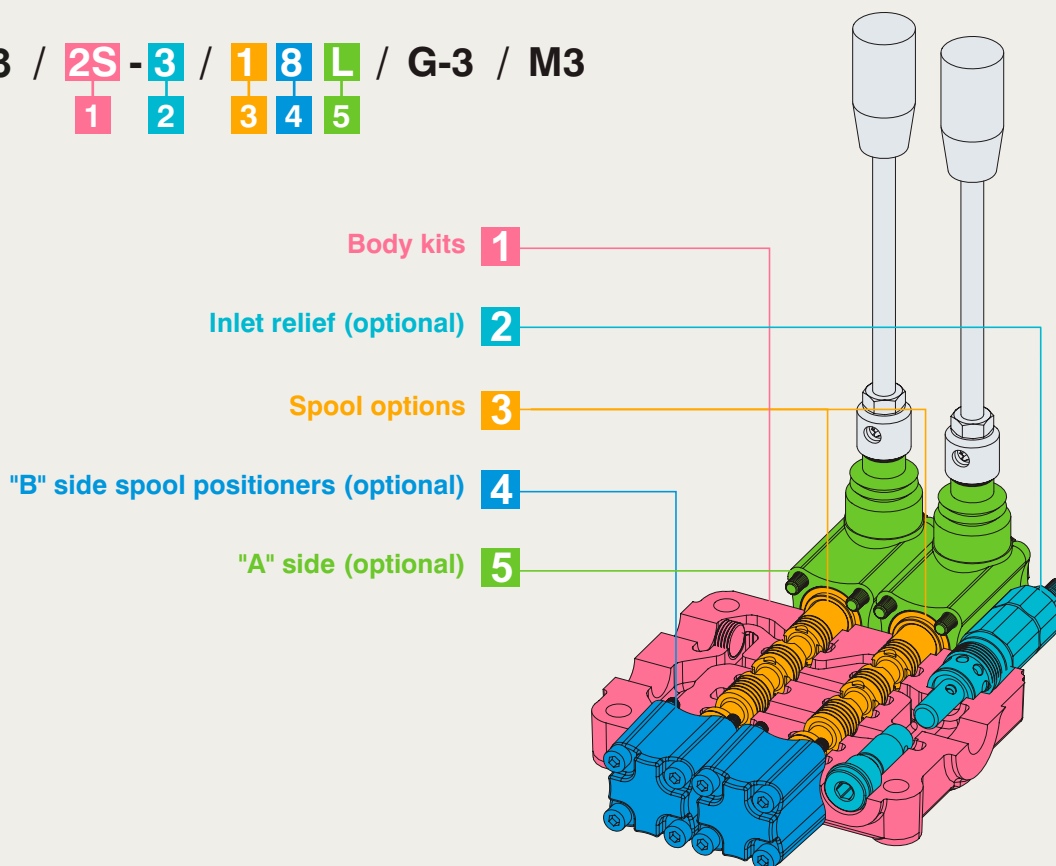 3 / 2S - 3 / 1 8 L / G-3 / M3
1 2 3 4 5
Body kits 1
Inlet relief (optional) 2
Spool options 3
"B" side spool positioners (optional) 4
"A" side (optional) 5